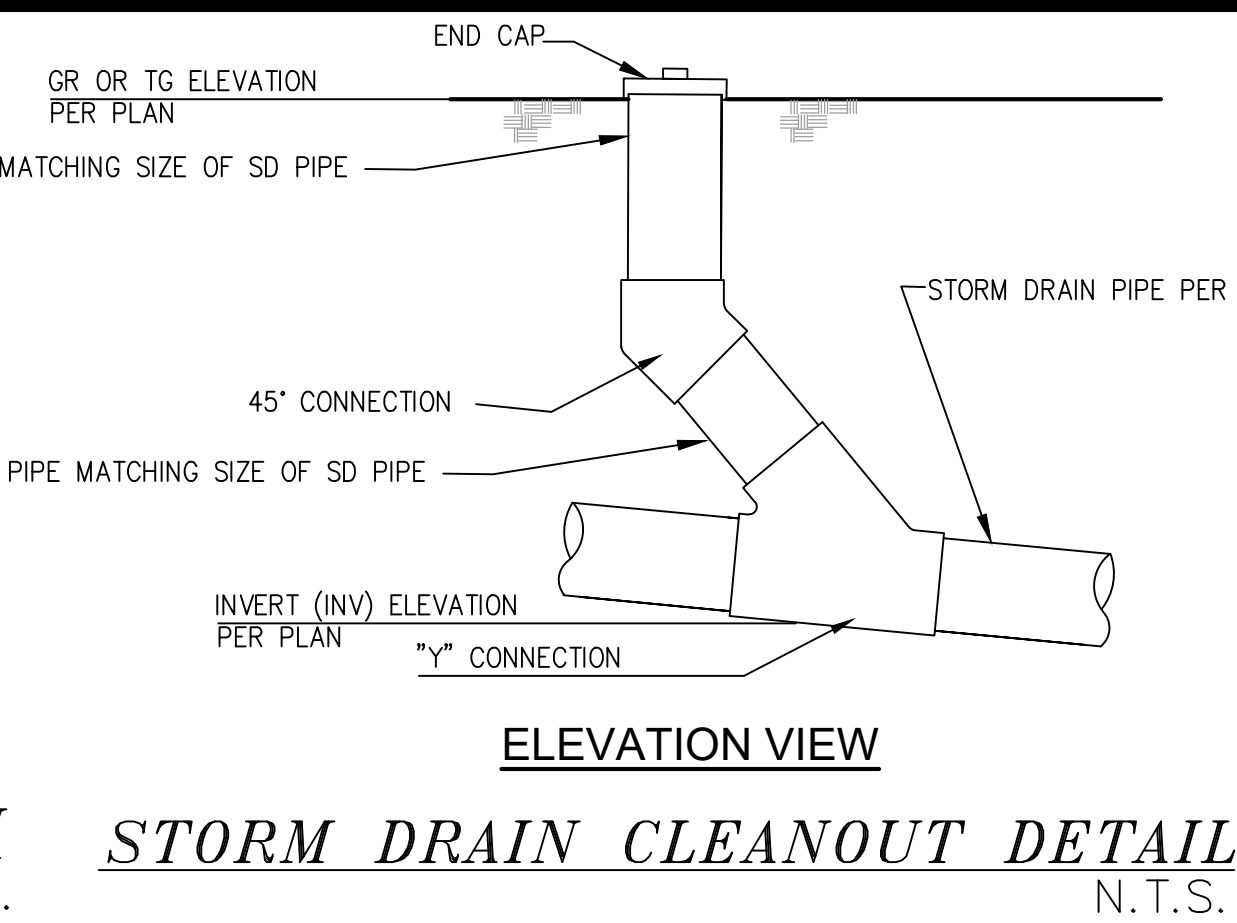 END CAP
GR OR TG ELEVATION
PER PLAN
MATCHING SIZE OF SD PIPE
STORM DRAIN PIPE PER
45° CONNECTION
PIPE MATCHING SIZE OF SD PIPE
INVERT (INV) ELEVATION
PER PLAN
"Y" CONNECTION
ELEVATION VIEW
STORM DRAIN CLEANOUT DETAIL
N.T.S.